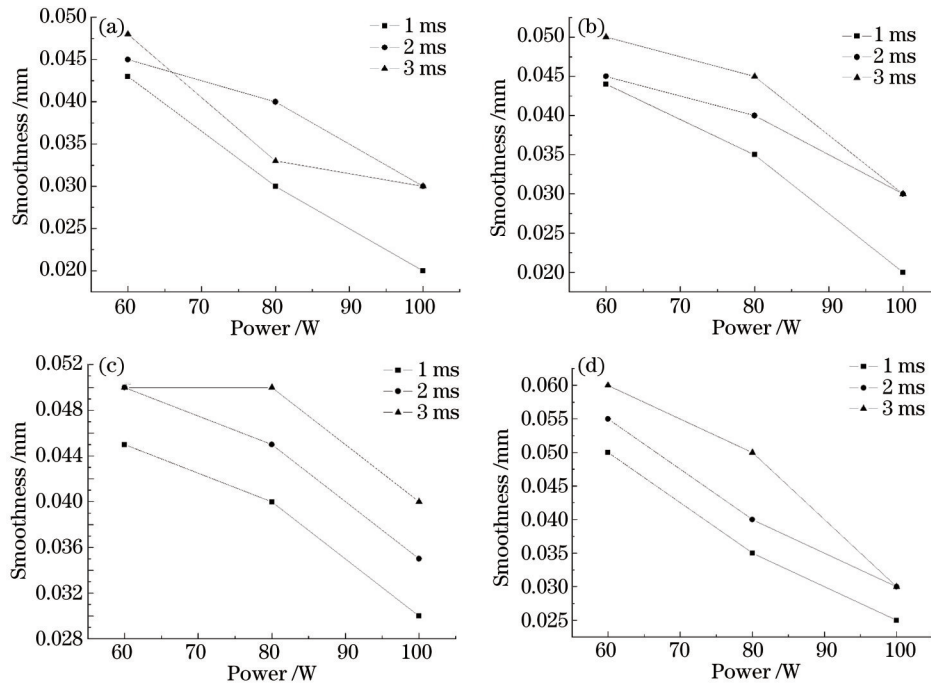 (a)
1 ms
2 ms
3 ms
0.050
0.045
0.040
0.035
0.030
0.025
0.020
Smoothness /mm
60 70 80 90 100
Power /W
(b)
1 ms
2 ms
3 ms
0.050
0.045
0.040
0.035
0.030
0.025
0.020
Smoothness /mm
60 70 80 90 100
Power /W
(c)
1 ms
2 ms
3 ms
0.052
0.048
0.044
0.040
0.036
0.032
0.028
Smoothness /mm
60 70 80 90 100
Power /W
(d)
1 ms
2 ms
3 ms
0.060
0.055
0.050
0.045
0.040
0.035
0.030
0.025
Smoothness /mm
60 70 80 90 100
Power /W